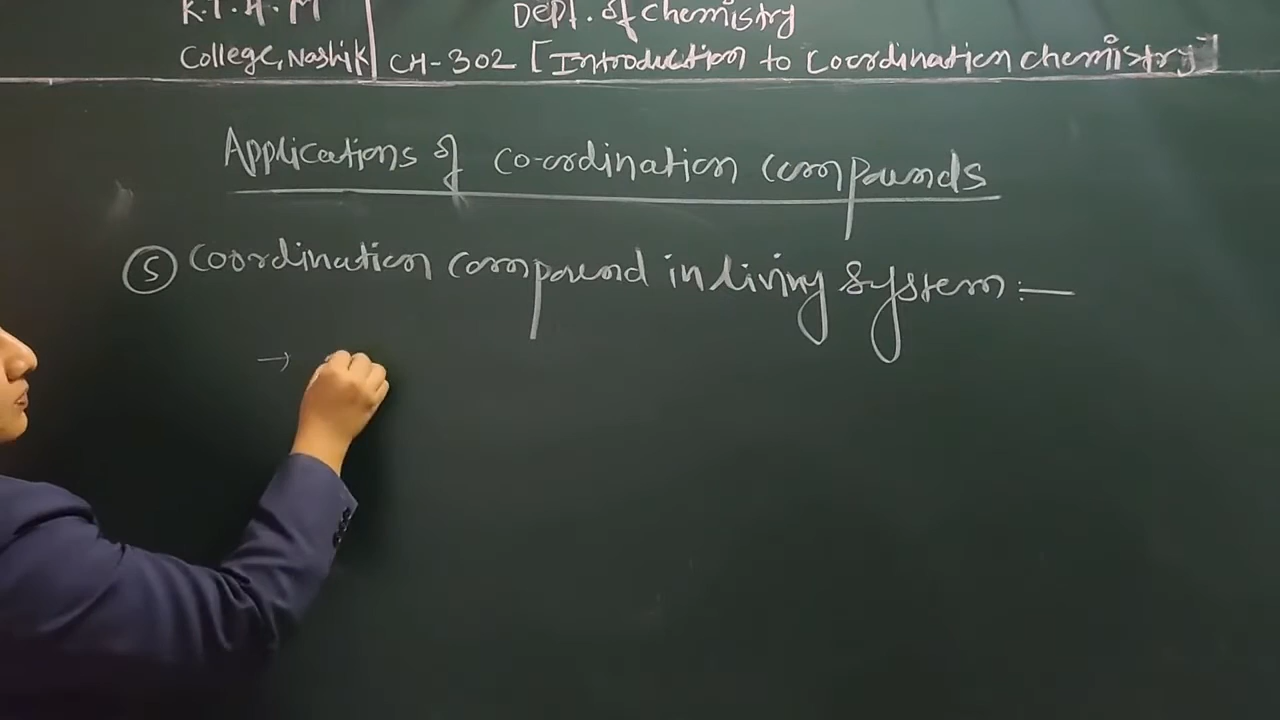 K.T.H.M Dept. of chemistry
College, Nashik CH-302 [Introduction to Coordination chemistry]
Applications of co-ordination compounds
(5) Coordination compound in living system :—
→